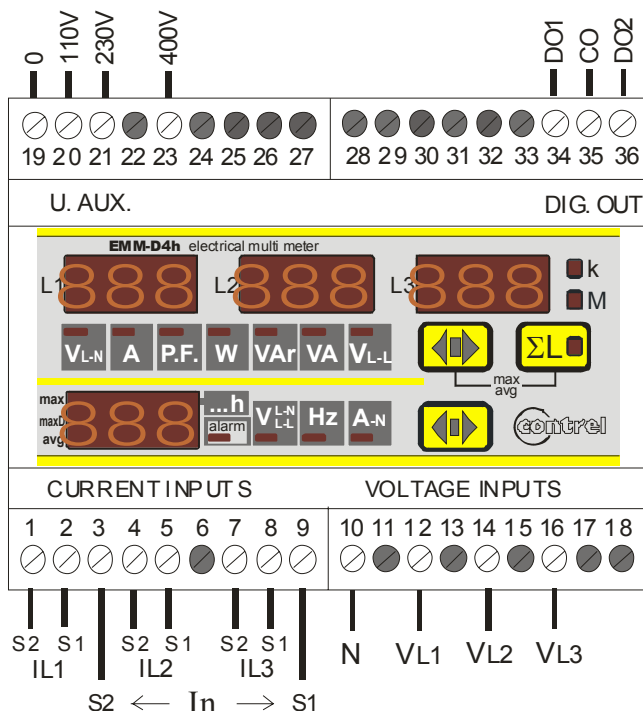 0 110V 230V 400V DO1 CO DO2
19 20 21 22 23 24 25 26 27 28 29 30 31 32 33 34 35 36
U. AUX. DIG. OUT
EMM-D4h electrical multi meter
L1 888 L2 888 L3 888 k
M
VL-N A P.F. W VAr VA VL-L ΣL
max
avg
max
maxD
avg
888 ...h
alarm
V L-N L-L Hz A-N contrel
CURRENT INPUTS VOLTAGE INPUTS
1 2 3 4 5 6 7 8 9 10 11 12 13 14 15 16 17 18
S2 S1 S2 S1 S2 S1 N VL1 VL2 VL3
IL1 IL2 IL3
S2 ← In → S1